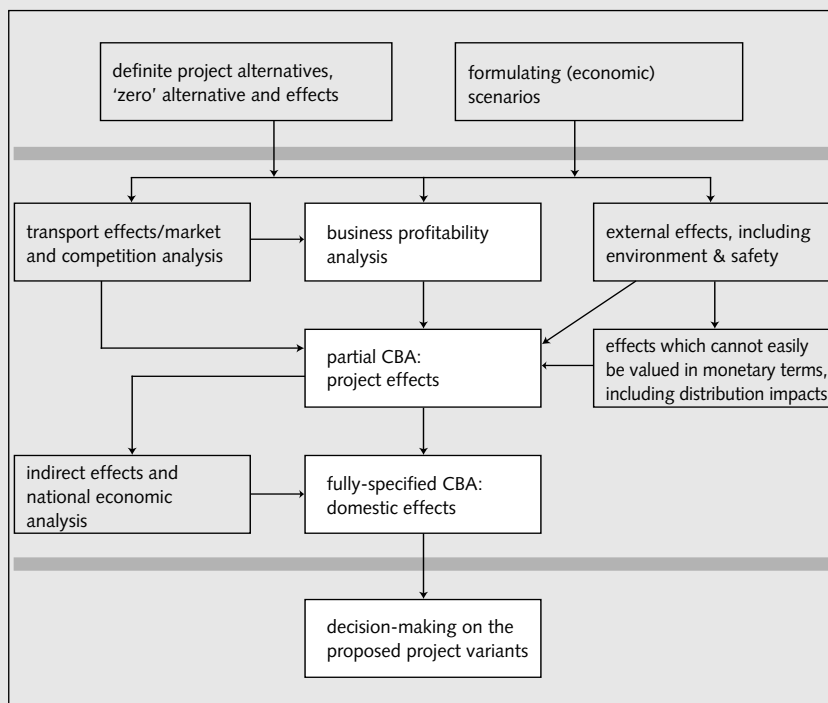 definite project alternatives,
‘zero’ alternative and effects
formulating (economic)
scenarios
transport effects/market
and competition analysis
business profitability
analysis
external effects, including
environment & safety
partial CBA:
project effects
effects which cannot easily
be valued in monetary terms,
including distribution impacts
indirect effects and
national economic
analysis
fully-specified CBA:
domestic effects
decision-making on the
proposed project variants